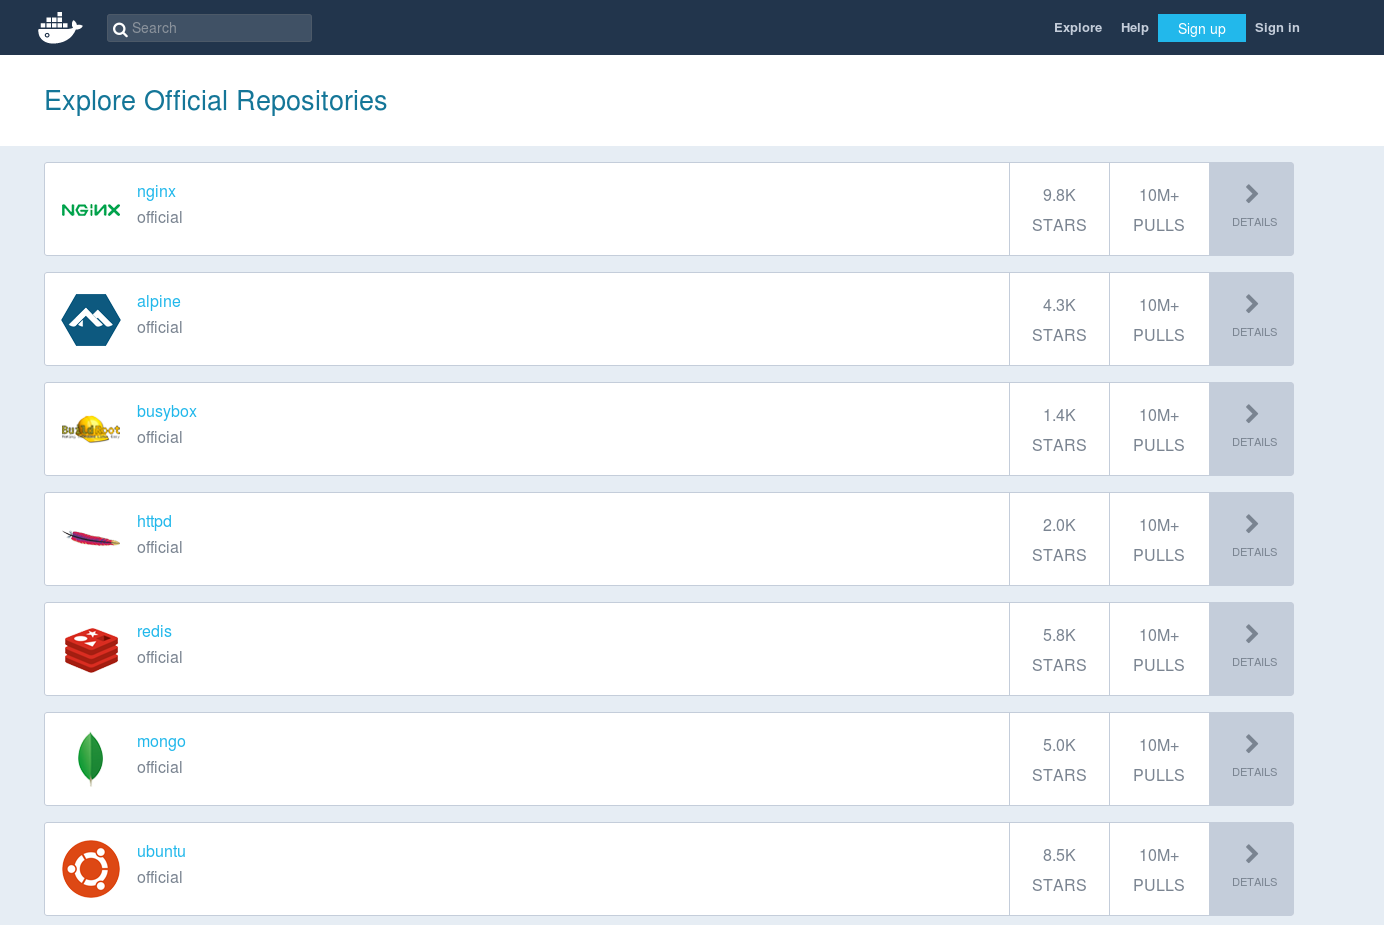 Search
Explore Help Sign up Sign in
Explore Official Repositories
NGINX
nginx
official
9.8K
STARS
10M+
PULLS
DETAILS
alpine
official
4.3K
STARS
10M+
PULLS
DETAILS
BuildRoot
busybox
official
1.4K
STARS
10M+
PULLS
DETAILS
httpd
official
2.0K
STARS
10M+
PULLS
DETAILS
redis
official
5.8K
STARS
10M+
PULLS
DETAILS
mongo
official
5.0K
STARS
10M+
PULLS
DETAILS
ubuntu
official
8.5K
STARS
10M+
PULLS
DETAILS